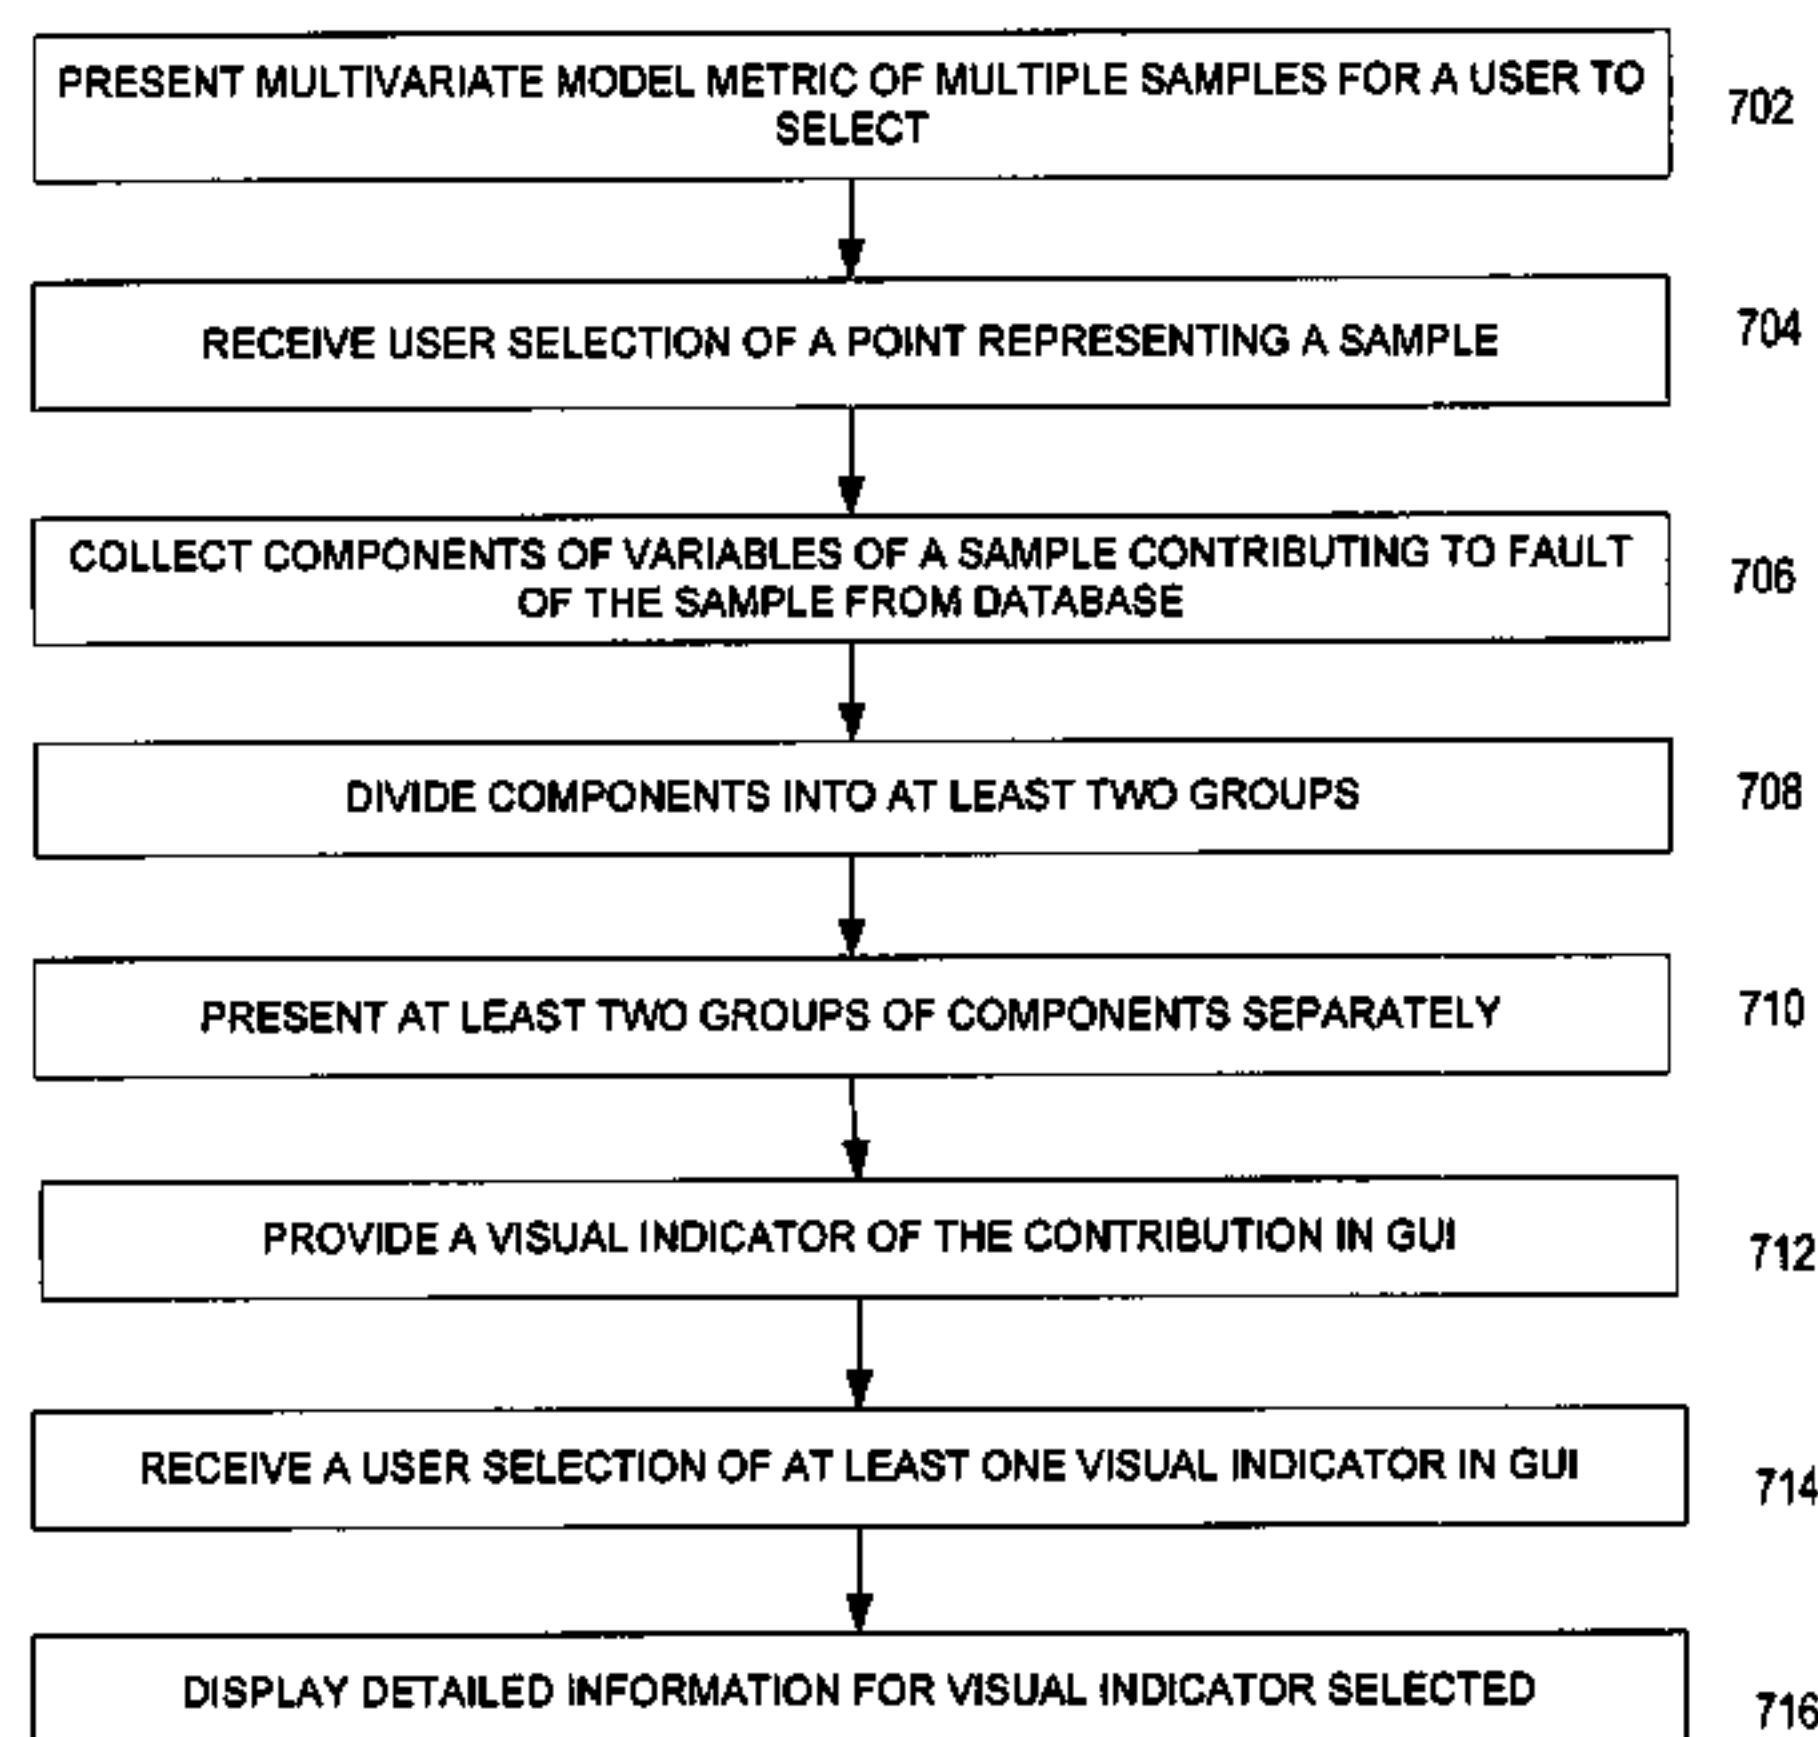 PRESENT MULTIVARIATE MODEL METRIC OF MULTIPLE SAMPLES FOR A USER TO
SELECT
702
RECEIVE USER SELECTION OF A POINT REPRESENTING A SAMPLE
704
COLLECT COMPONENTS OF VARIABLES OF A SAMPLE CONTRIBUTING TO FAULT
OF THE SAMPLE FROM DATABASE
706
DIVIDE COMPONENTS INTO AT LEAST TWO GROUPS
708
PRESENT AT LEAST TWO GROUPS OF COMPONENTS SEPARATELY
710
PROVIDE A VISUAL INDICATOR OF THE CONTRIBUTION IN GUI
712
RECEIVE A USER SELECTION OF AT LEAST ONE VISUAL INDICATOR IN GUI
714
DISPLAY DETAILED INFORMATION FOR VISUAL INDICATOR SELECTED
716